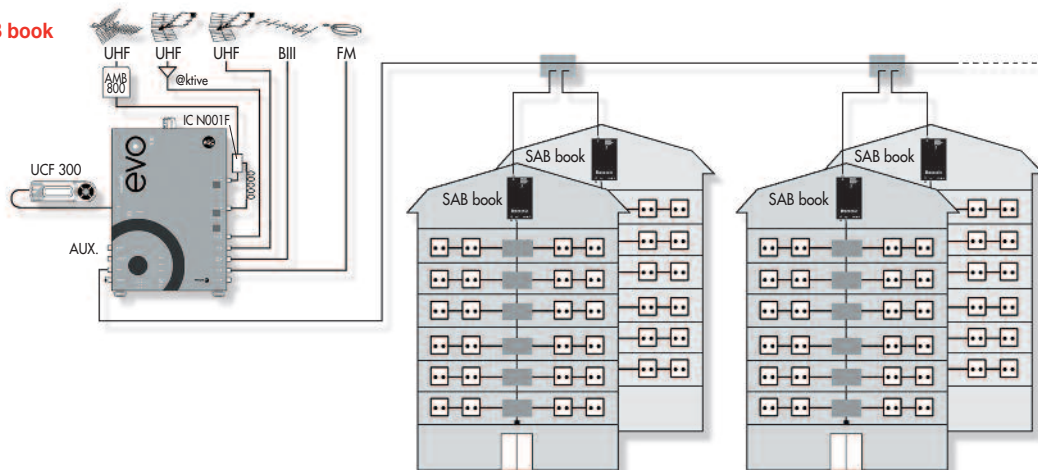 book
UHF
UHF
UHF
BIII
FM
AMB
800
@ktive
IC N001F
evo
UCF 300
AUX.
SAB book
SAB book
SAB book
SAB book